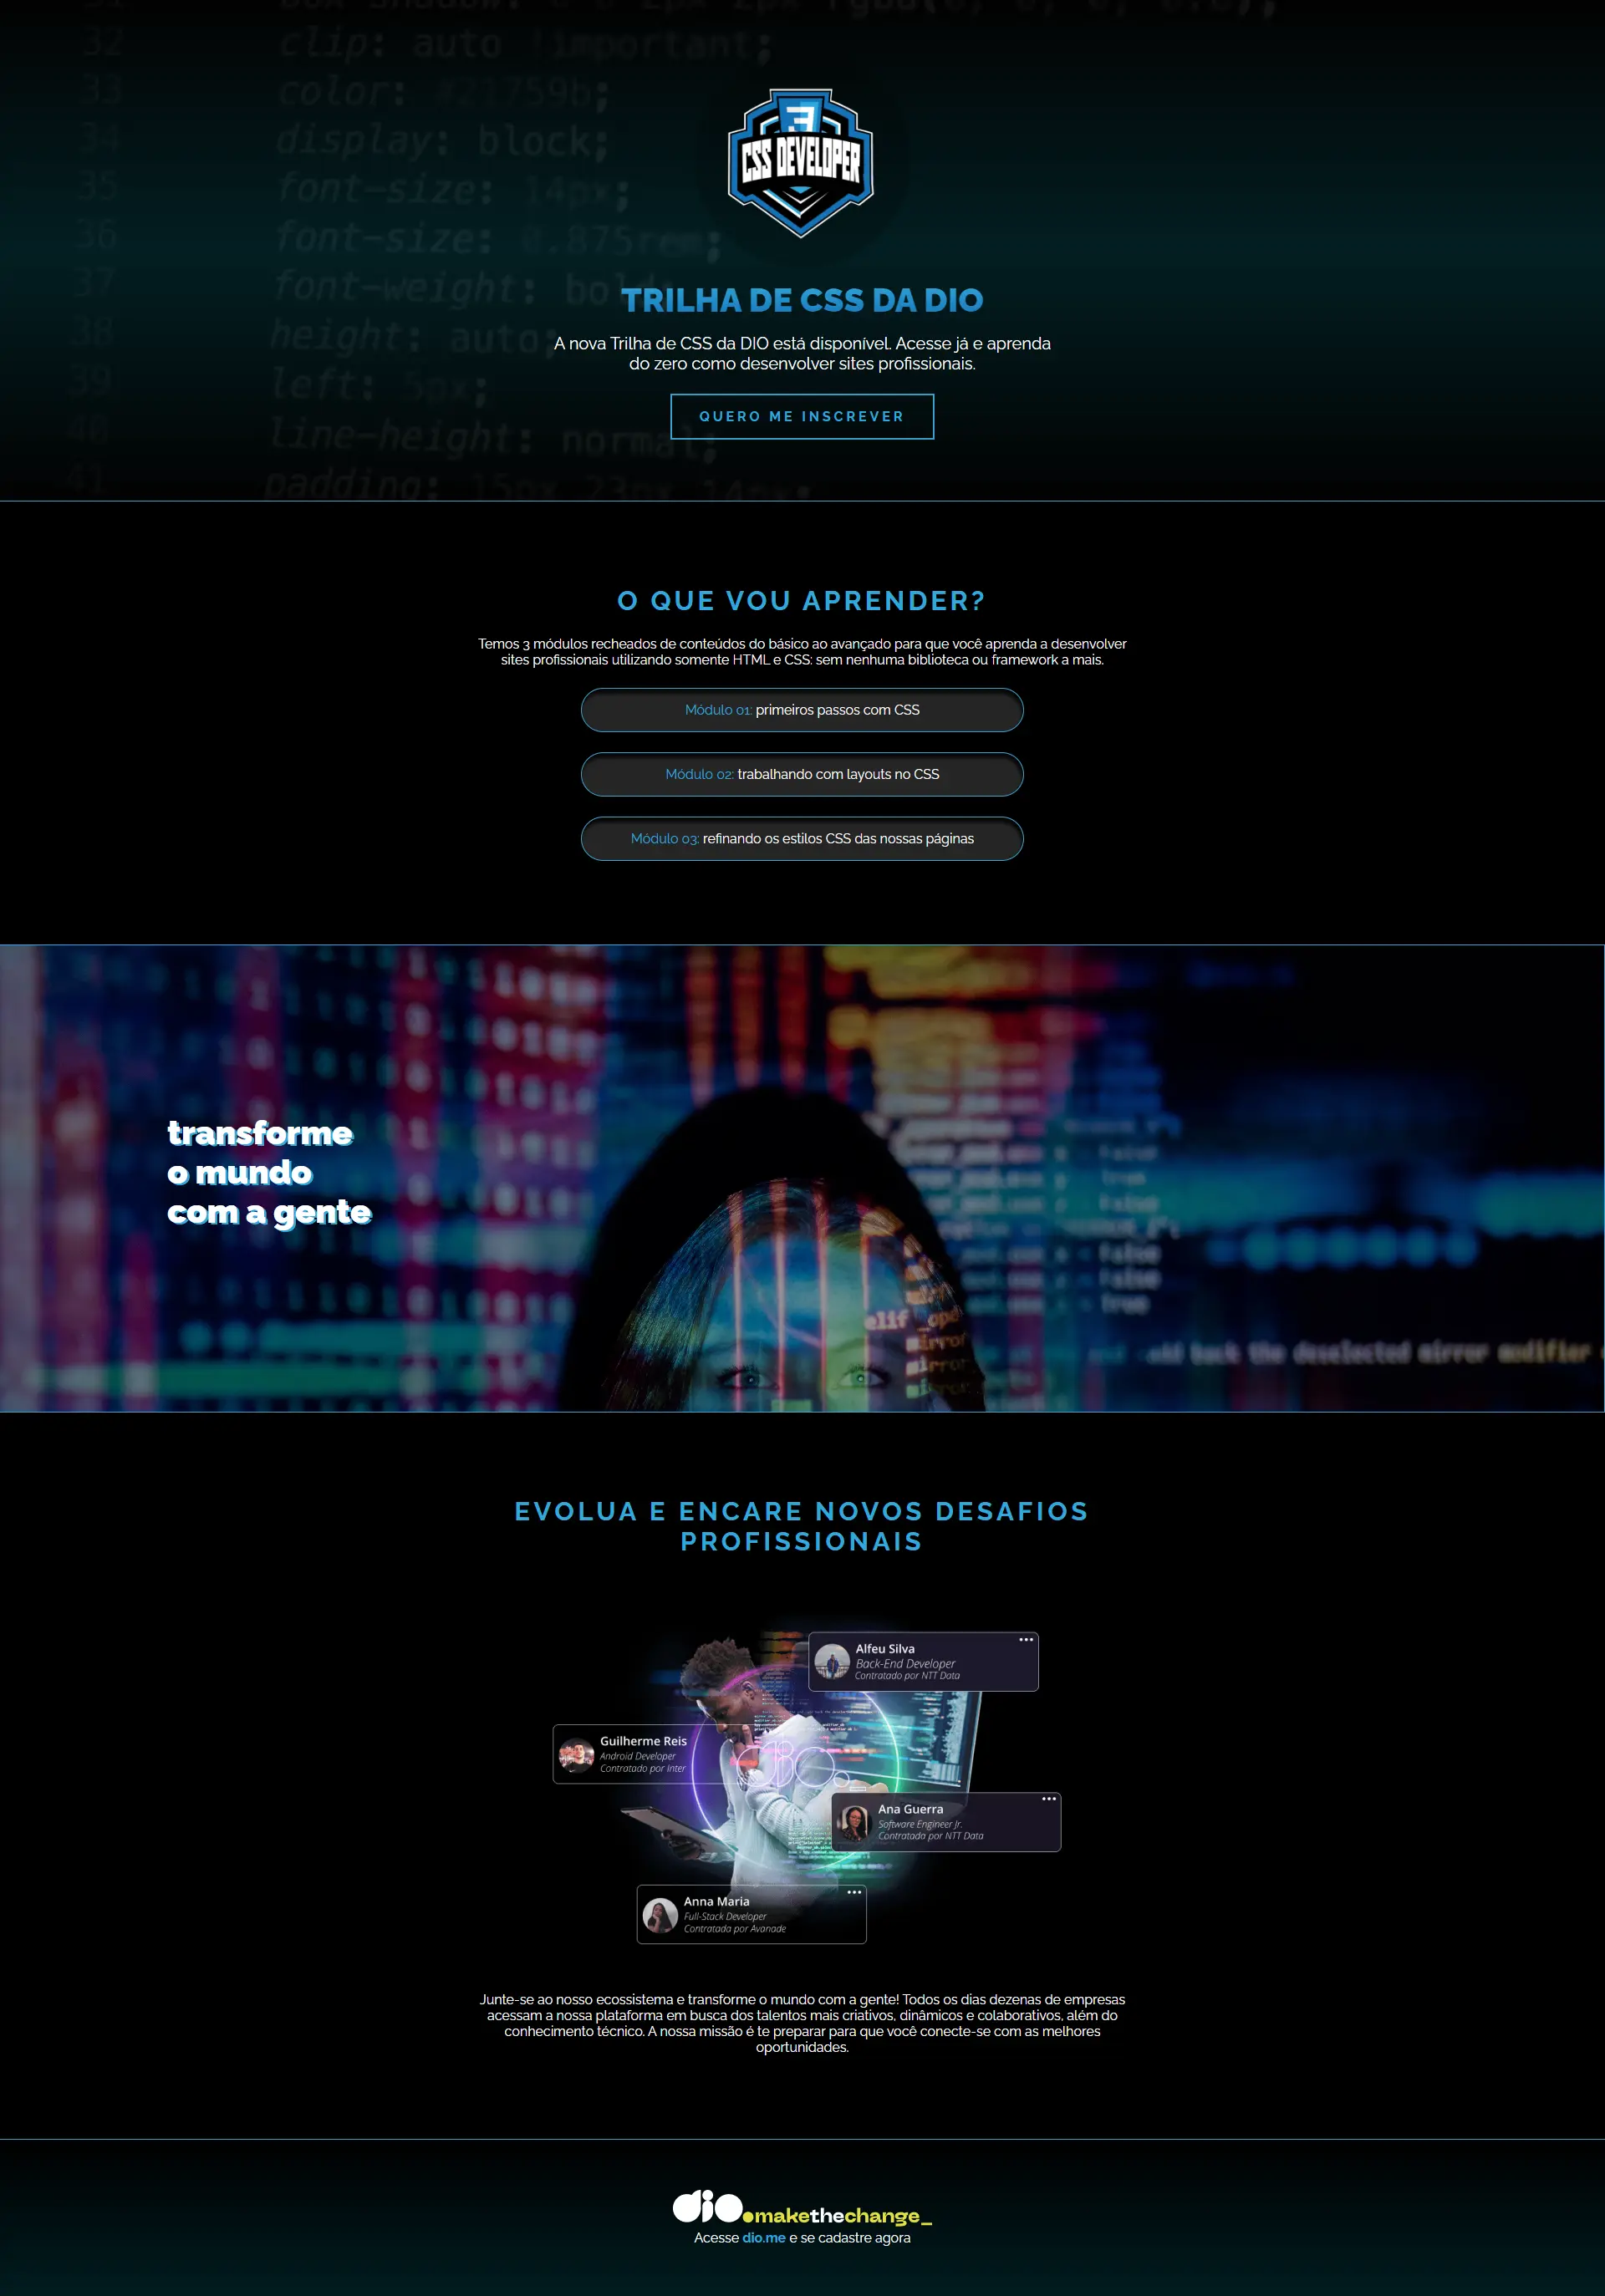 32 clip: auto !important;
33 color: #21759b;
34 display: block;
35 font-size: 14px;
36 font-size: 0.875rem;
37 font-weight: bold;
38 height: auto;
39 left: 5px;
40 line-height: normal;
41 padding: 15px 23px 14px;
3
CSS DEVELOPER
TRILHA DE CSS DA DIO
A nova Trilha de CSS da DIO está disponível. Acesse já e aprenda
do zero como desenvolver sites profissionais.
QUERO ME INSCREVER
O QUE VOU APRENDER?
Temos 3 módulos recheados de conteúdos do básico ao avançado para que você aprenda a desenvolver
sites profissionais utilizando somente HTML e CSS: sem nenhuma biblioteca ou framework a mais.
Módulo 01: primeiros passos com CSS
Módulo 02: trabalhando com layouts no CSS
Módulo 03: refinando os estilos CSS das nossas páginas
transforme
o mundo
com a gente
elif
add back the deselected mirror modifier
EVOLUA E ENCARE NOVOS DESAFIOS
PROFISSIONAIS
Alfeu Silva
Back-End Developer
Contratado por NTT Data
Guilherme Reis
Android Developer
Contratado por Inter
dio.
Ana Guerra
Software Engineer Jr.
Contratada por NTT Data
Anna Maria
Full-Stack Developer
Contratada por Avanade
Junte-se ao nosso ecossistema e transforme o mundo com a gente! Todos os dias dezenas de empresas
acessam a nossa plataforma em busca dos talentos mais criativos, dinâmicos e colaborativos, além do
conhecimento técnico. A nossa missão é te preparar para que você conecte-se com as melhores
oportunidades.
dio.makethechange_
Acesse dio.me e se cadastre agora